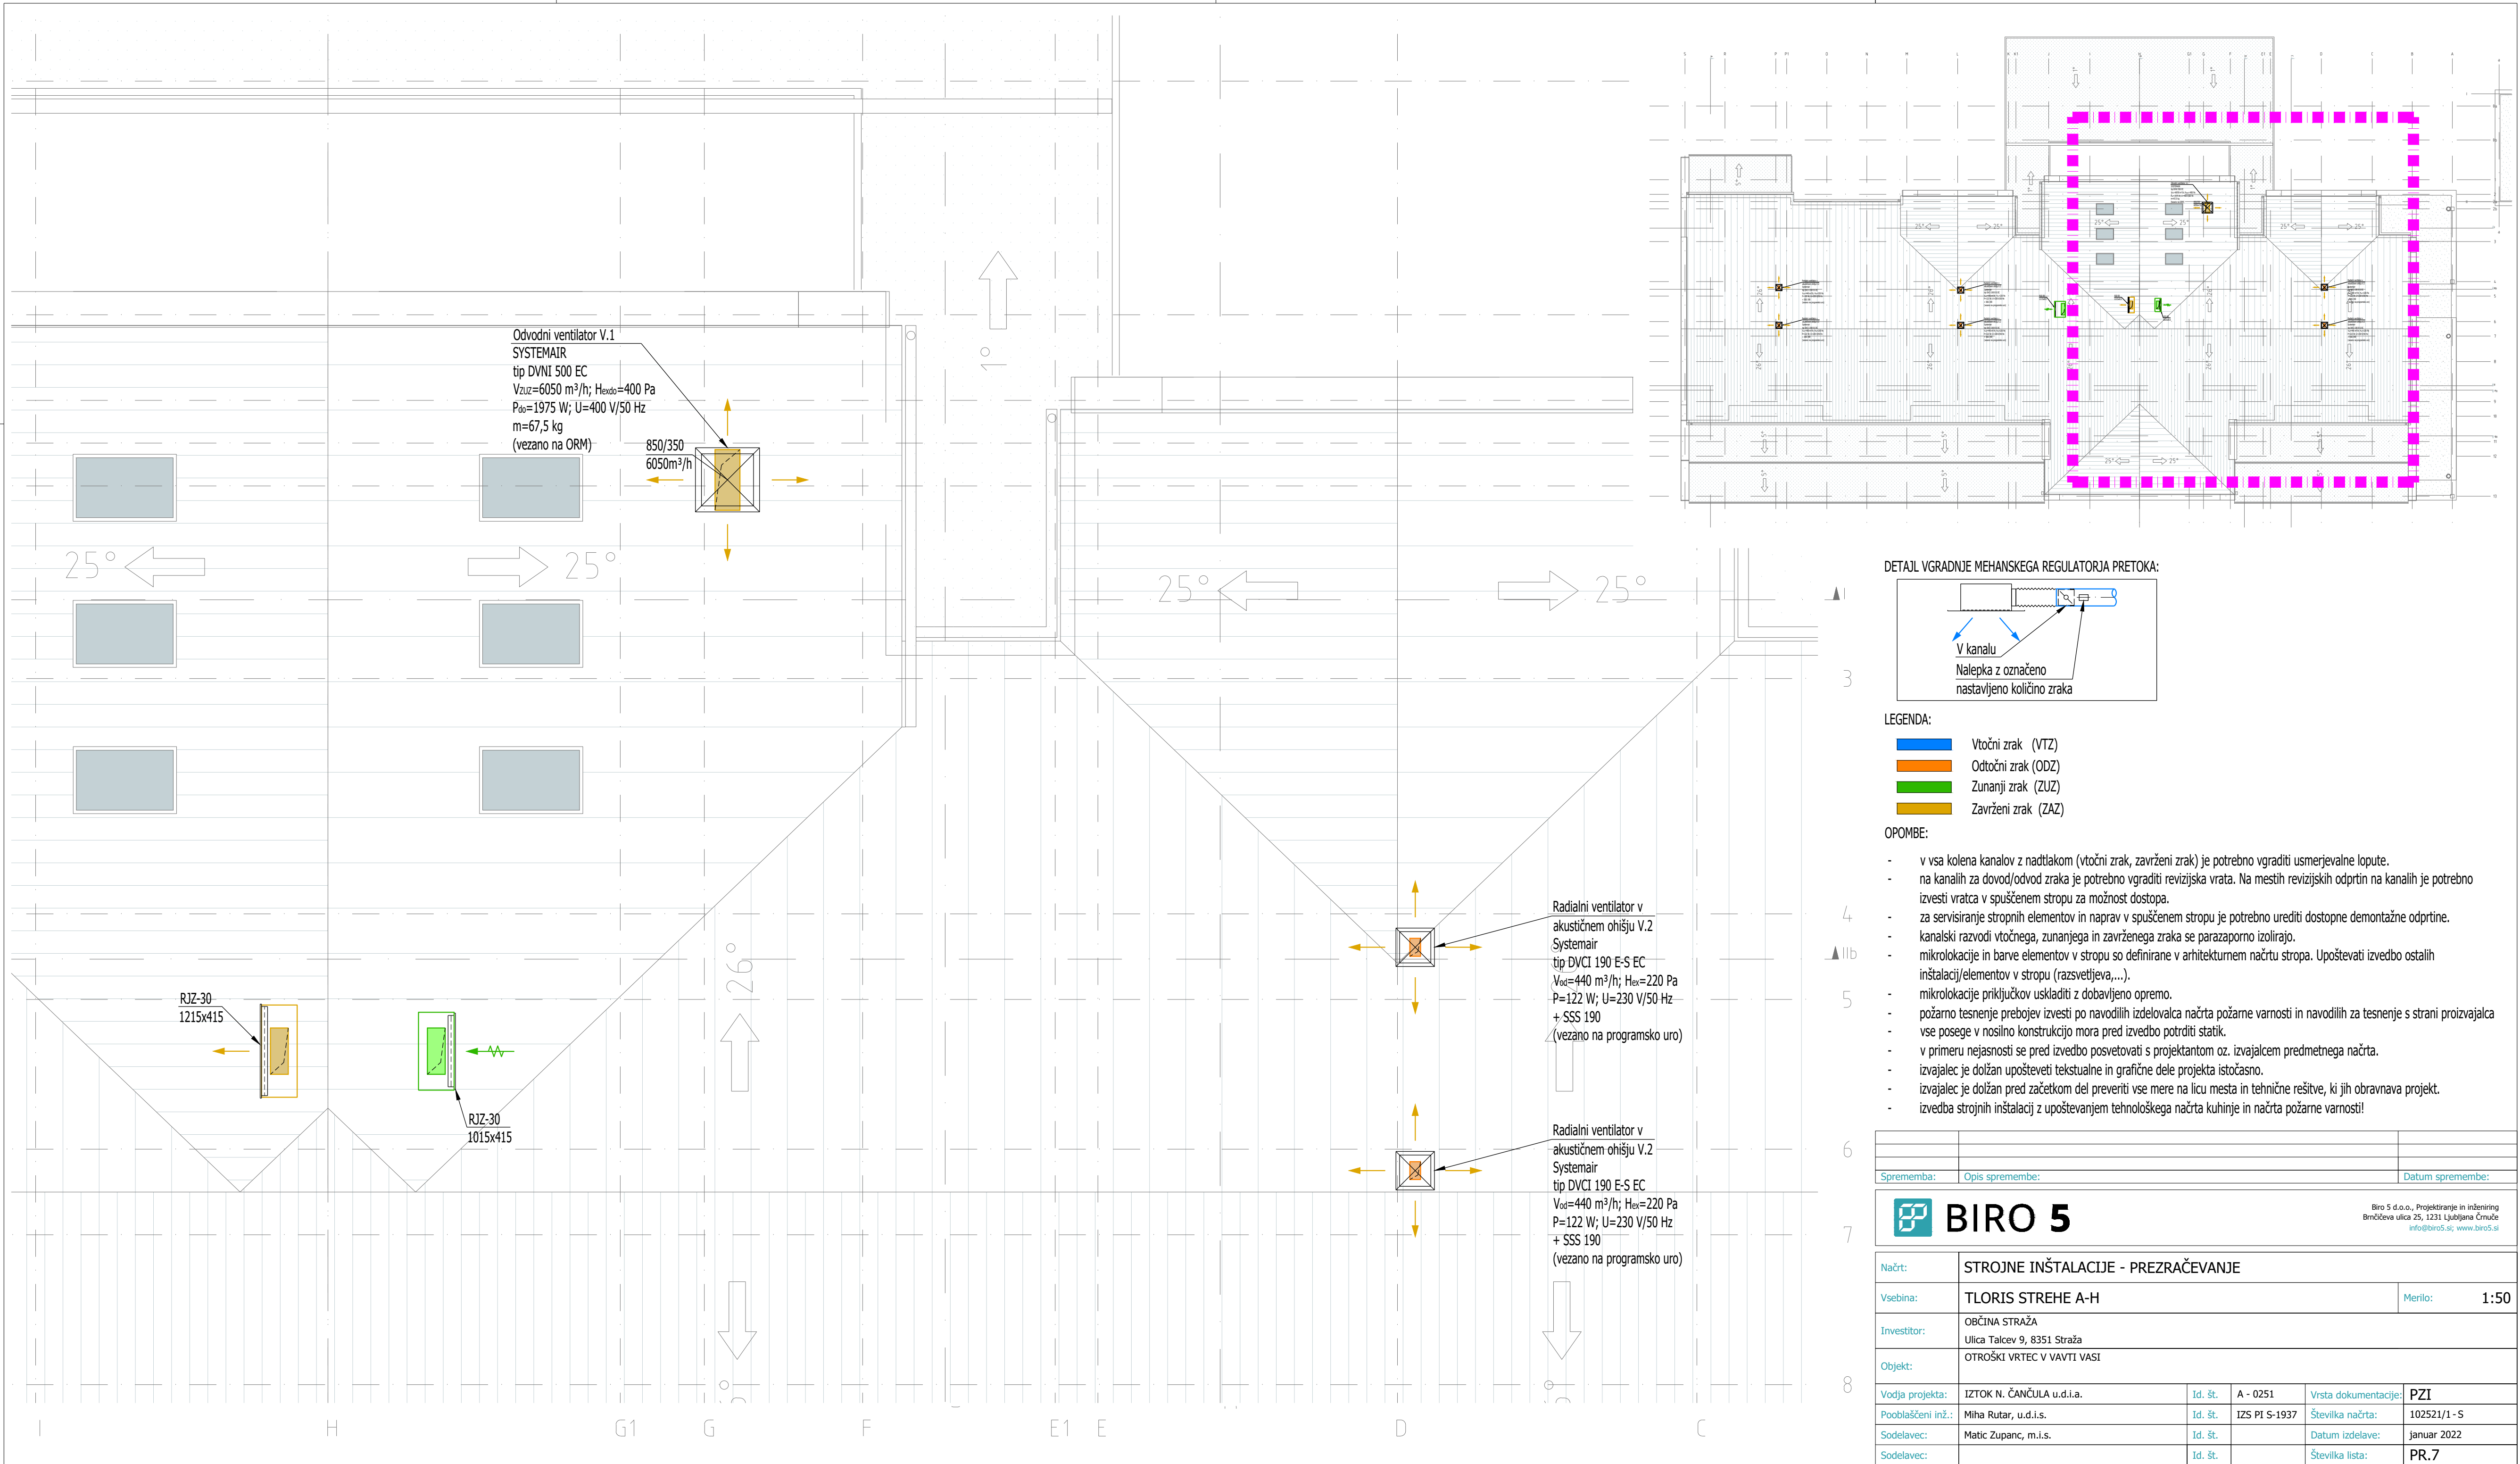 Odvodni ventilator V.1
SYSTEMAIR
tip DVNI 500 EC
VZUZ=6050 m³/h; Hexdo=400 Pa
Pdo=1975 W; U=400 V/50 Hz
m=67,5 kg
(vezano na ORM)
850/350
6050m³/h
1°
25°
25°
25°
25°
26°
RJZ-30
1215x415
RJZ-30
1015x415
Radialni ventilator v
akustičnem ohišju V.2
Systemair
tip DVCI 190 E-S EC
Vod=440 m³/h; Hex=220 Pa
P=122 W; U=230 V/50 Hz
+ SSS 190
(vezano na programsko uro)
Radialni ventilator v
akustičnem ohišju V.2
Systemair
tip DVCI 190 E-S EC
Vod=440 m³/h; Hex=220 Pa
P=122 W; U=230 V/50 Hz
+ SSS 190
(vezano na programsko uro)
I
3
4
IIb
5
6
7
8
I H G1 G F E1 E D C
DETAJL VGRADNJE MEHANSKEGA REGULATORJA PRETOKA:
V kanalu
Nalepka z označeno
nastavljeno količino zraka
LEGENDA:
Vtočni zrak (VTZ)
Odtočni zrak (ODZ)
Zunanji zrak (ZUZ)
Zavrženi zrak (ZAZ)
OPOMBE:
- v vsa kolena kanalov z nadtlakom (vtočni zrak, zavrženi zrak) je potrebno vgraditi usmerjevalne lopute.
- na kanalih za dovod/odvod zraka je potrebno vgraditi revizijska vrata. Na mestih revizijskih odprtin na kanalih je potrebno
izvesti vratca v spuščenem stropu za možnost dostopa.
- za servisiranje stropnih elementov in naprav v spuščenem stropu je potrebno urediti dostopne demontažne odprtine.
- kanalski razvodi vtočnega, zunanjega in zavrženega zraka se parazaporno izolirajo.
- mikrolokacije in barve elementov v stropu so definirane v arhitekturnem načrtu stropa. Upoštevati izvedbo ostalih
inštalacij/elementov v stropu (razsvetljeva,...).
- mikrolokacije priključkov uskladiti z dobavljeno opremo.
- požarno tesnenje prebojev izvesti po navodilih izdelovalca načrta požarne varnosti in navodilih za tesnenje s strani proizvajalca
- vse posege v nosilno konstrukcijo mora pred izvedbo potrditi statik.
- v primeru nejasnosti se pred izvedbo posvetovati s projektantom oz. izvajalcem predmetnega načrta.
- izvajalec je dolžan upošteveti tekstualne in grafične dele projekta istočasno.
- izvajalec je dolžan pred začetkom del preveriti vse mere na licu mesta in tehnične rešitve, ki jih obravnava projekt.
- izvedba strojnih inštalacij z upoštevanjem tehnološkega načrta kuhinje in načrta požarne varnosti!
Sprememba: Opis spremembe: Datum spremembe:
BIRO 5
Biro 5 d.o.o., Projektiranje in inženiring
Brnčičeva ulica 25, 1231 Ljubljana Črnuče
info@biro5.si; www.biro5.si
Načrt: STROJNE INŠTALACIJE - PREZRAČEVANJE
Vsebina: TLORIS STREHE A-H Merilo: 1:50
Investitor: OBČINA STRAŽA
Ulica Talcev 9, 8351 Straža
Objekt: OTROŠKI VRTEC V VAVTI VASI
Vodja projekta: IZTOK N. ČANČULA u.d.i.a. Id. št. A - 0251 Vrsta dokumentacije: PZI
Pooblaščeni inž.: Miha Rutar, u.d.i.s. Id. št. IZS PI S-1937 Številka načrta: 102521/1-S
Sodelavec: Matic Zupanc, m.i.s. Id. št. Datum izdelave: januar 2022
Sodelavec: Id. št. Številka lista: PR.7